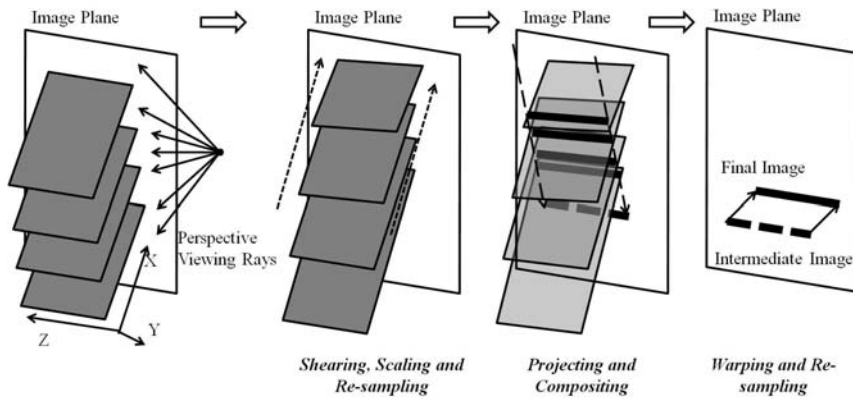 Image Plane
Image Plane
Image Plane
Image Plane
Perspective
Viewing Rays
X
Z
Y
Final Image
Intermediate Image
Shearing, Scaling and
Re-sampling
Projecting and
Compositing
Warping and Re-
sampling